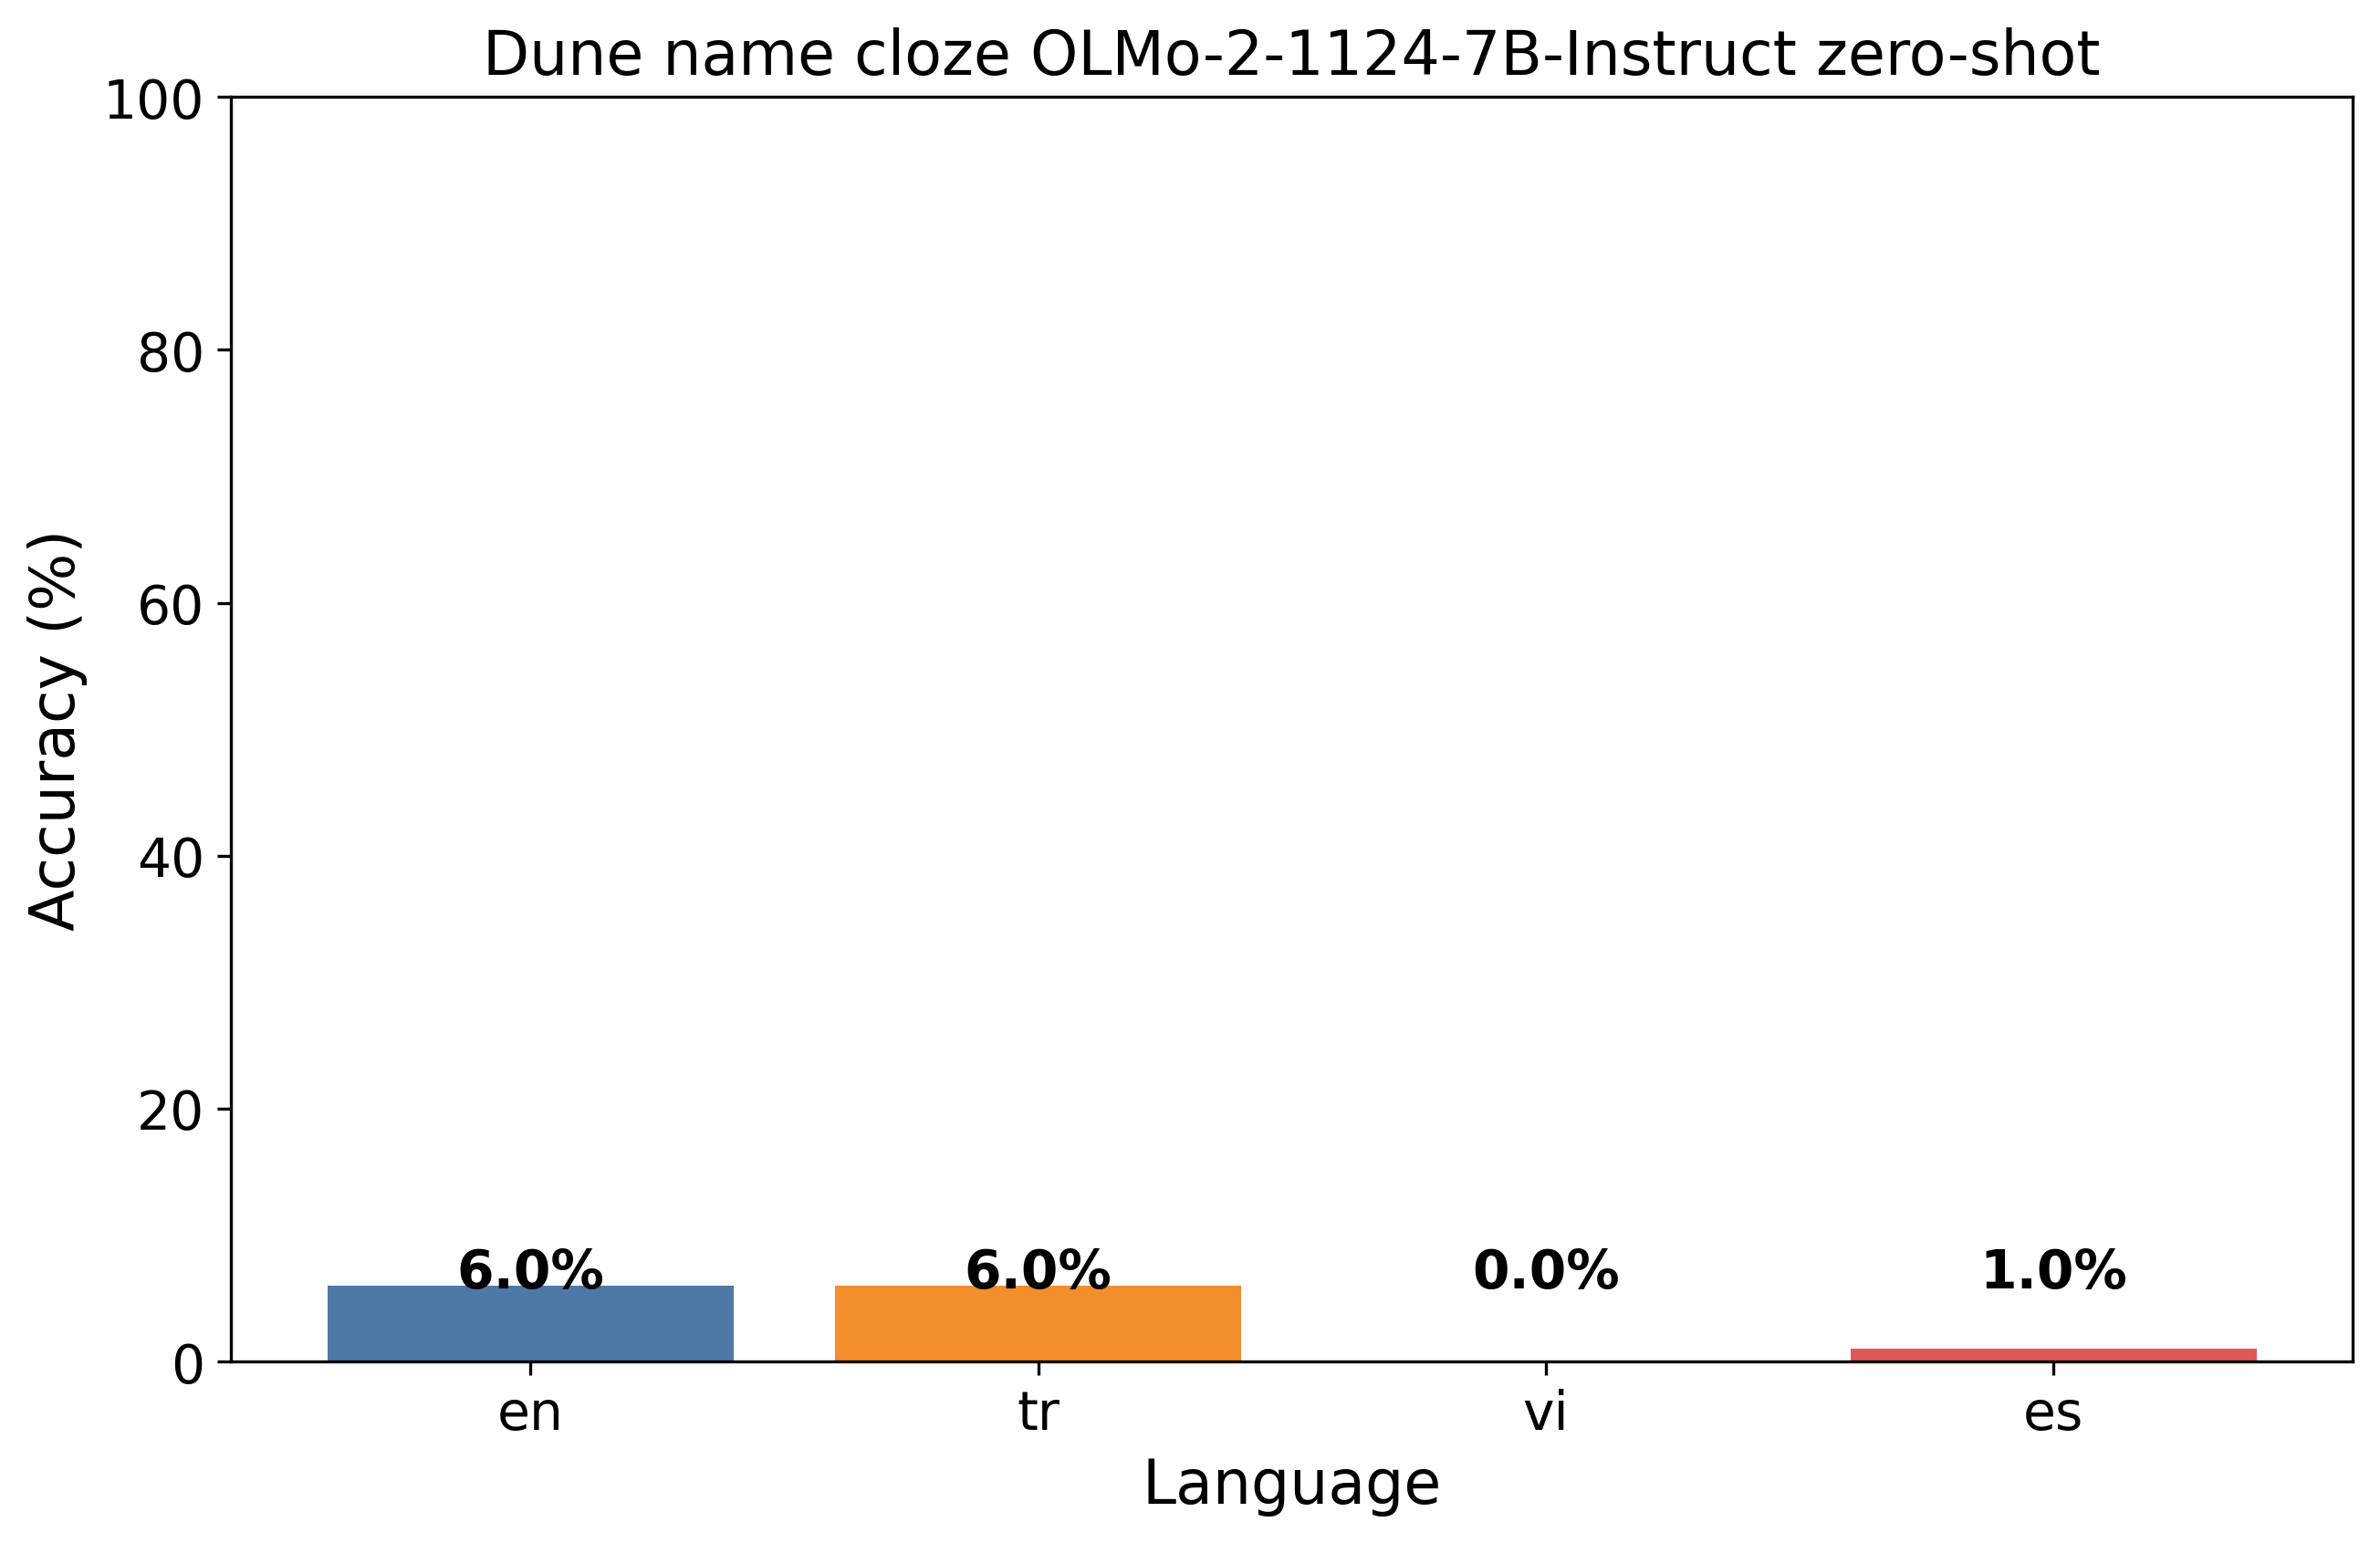 Dune name cloze OLMo-2-1124-7B-Instruct zero-shot
100
80
60
40
20
0
Accuracy (%)
6.0%
6.0%
0.0%
1.0%
en
tr
vi
es
Language